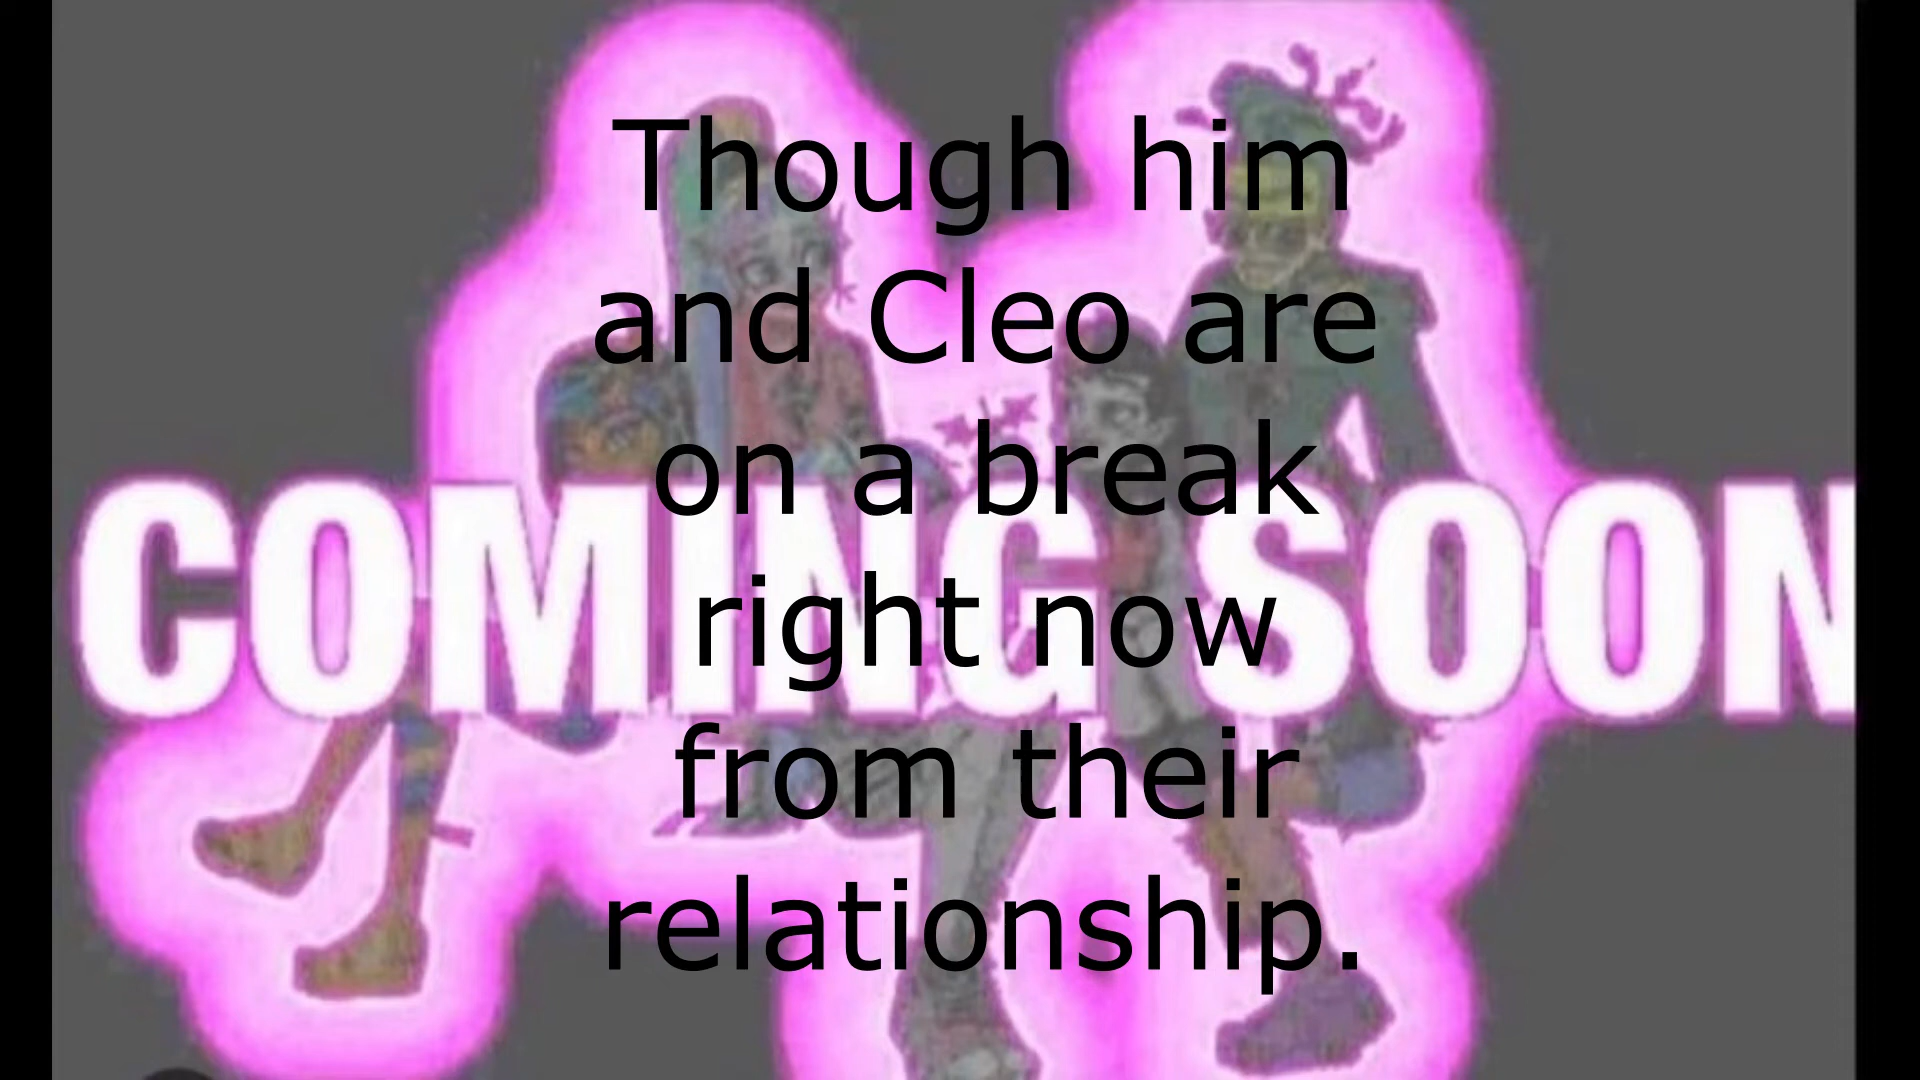 Though him
and Cleo are
on a break
COMING SOON
right now
from their
relationship.